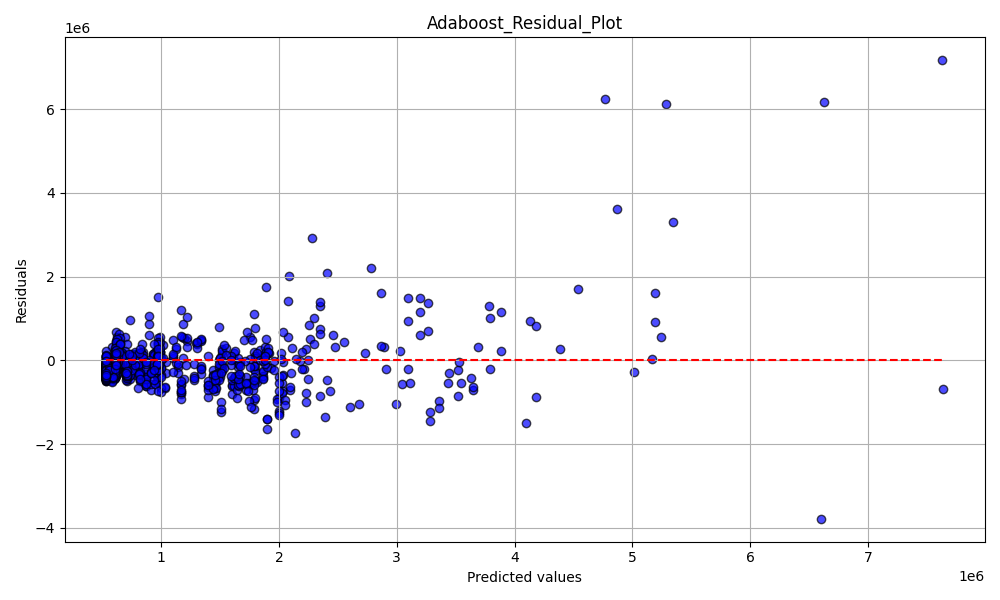 Adaboost_Residual_Plot
1e6
6
4
2
0
−2
−4
Residuals
1 2 3 4 5 6 7
1e6
Predicted values